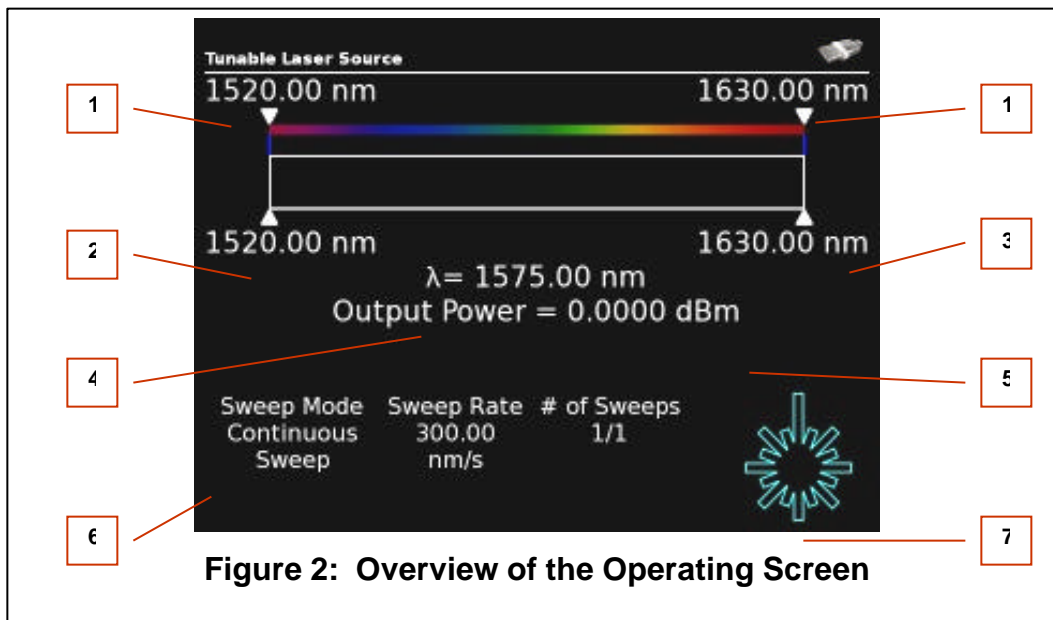 Tunable Laser Source
1520.00 nm 1630.00 nm
1 1
1520.00 nm 1630.00 nm
2 3
λ= 1575.00 nm
Output Power = 0.0000 dBm
4 5
Sweep Mode Sweep Rate # of Sweeps
Continuous 300.00 1/1
Sweep nm/s
6 7
Figure 2: Overview of the Operating Screen